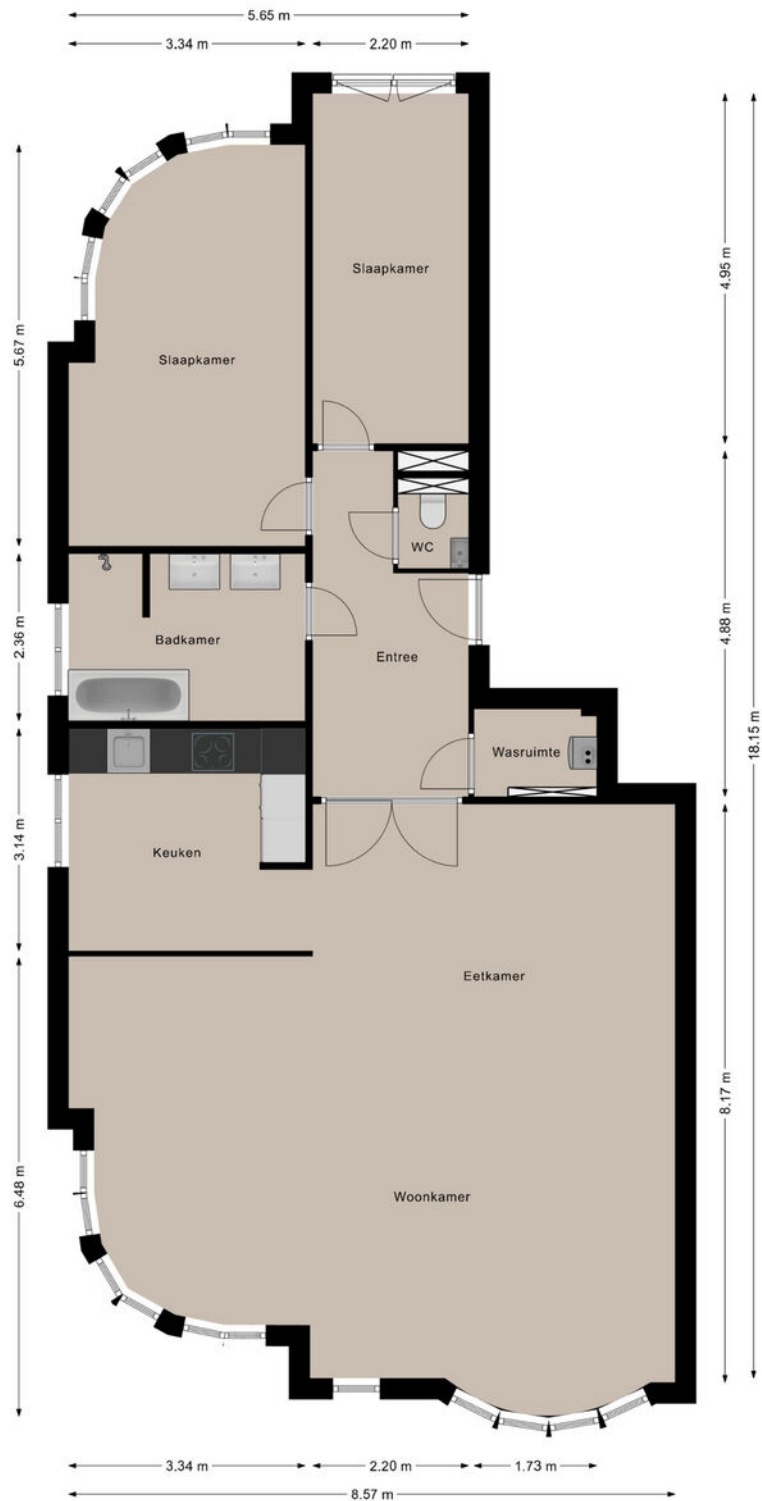 5.65 m
3.34 m
2.20 m
Slaapkamer
4.95 m
5.67 m
Slaapkamer
WC
2.36 m
Badkamer
Entree
4.88 m
18.15 m
Wasruimte
3.14 m
Keuken
Eetkamer
8.17 m
6.48 m
Woonkamer
3.34 m
2.20 m
1.73 m
8.57 m